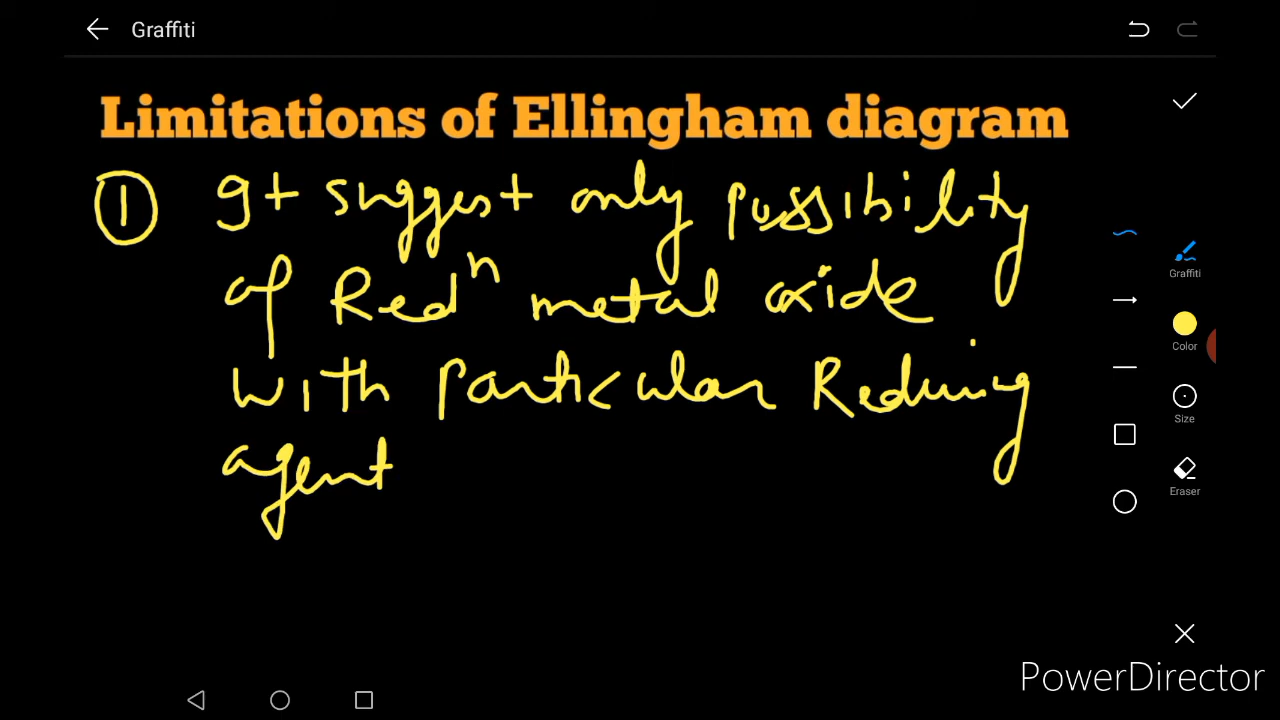 Graffiti
Limitations of Ellingham diagram
① It suggest only possibility
of Redⁿ metal oxide
with particular Reducing
agent
Graffiti
Color
Size
Eraser
PowerDirector